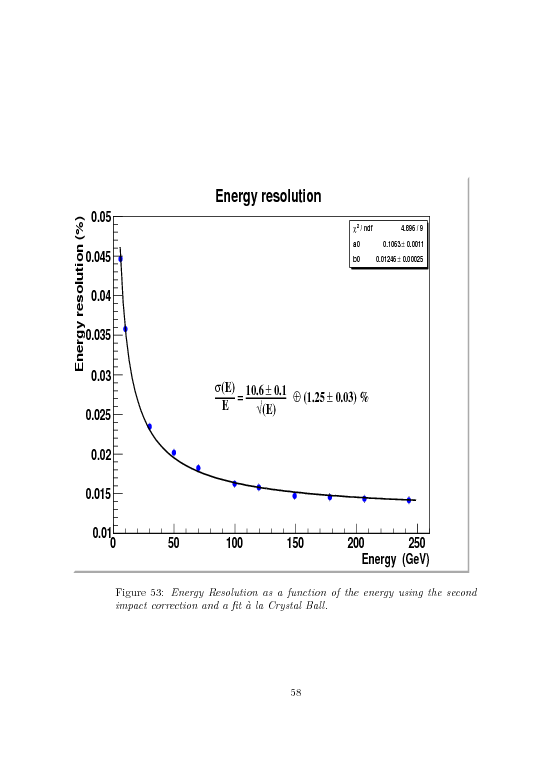 Energy resolution
Energy resolution (%)
0.05
0.045
0.04
0.035
0.03
0.025
0.02
0.015
0.01
χ² / ndf 4.696 / 9
a0 0.1063 ± 0.0011
b0 0.01246 ± 0.00025
σ(E)/E = 10.6 ± 0.1/√(E) ⊕ (1.25 ± 0.03) %
0 50 100 150 200 250
Energy (GeV)
Figure 53: Energy Resolution as a function of the energy using the second
impact correction and a fit à la Crystal Ball.
58